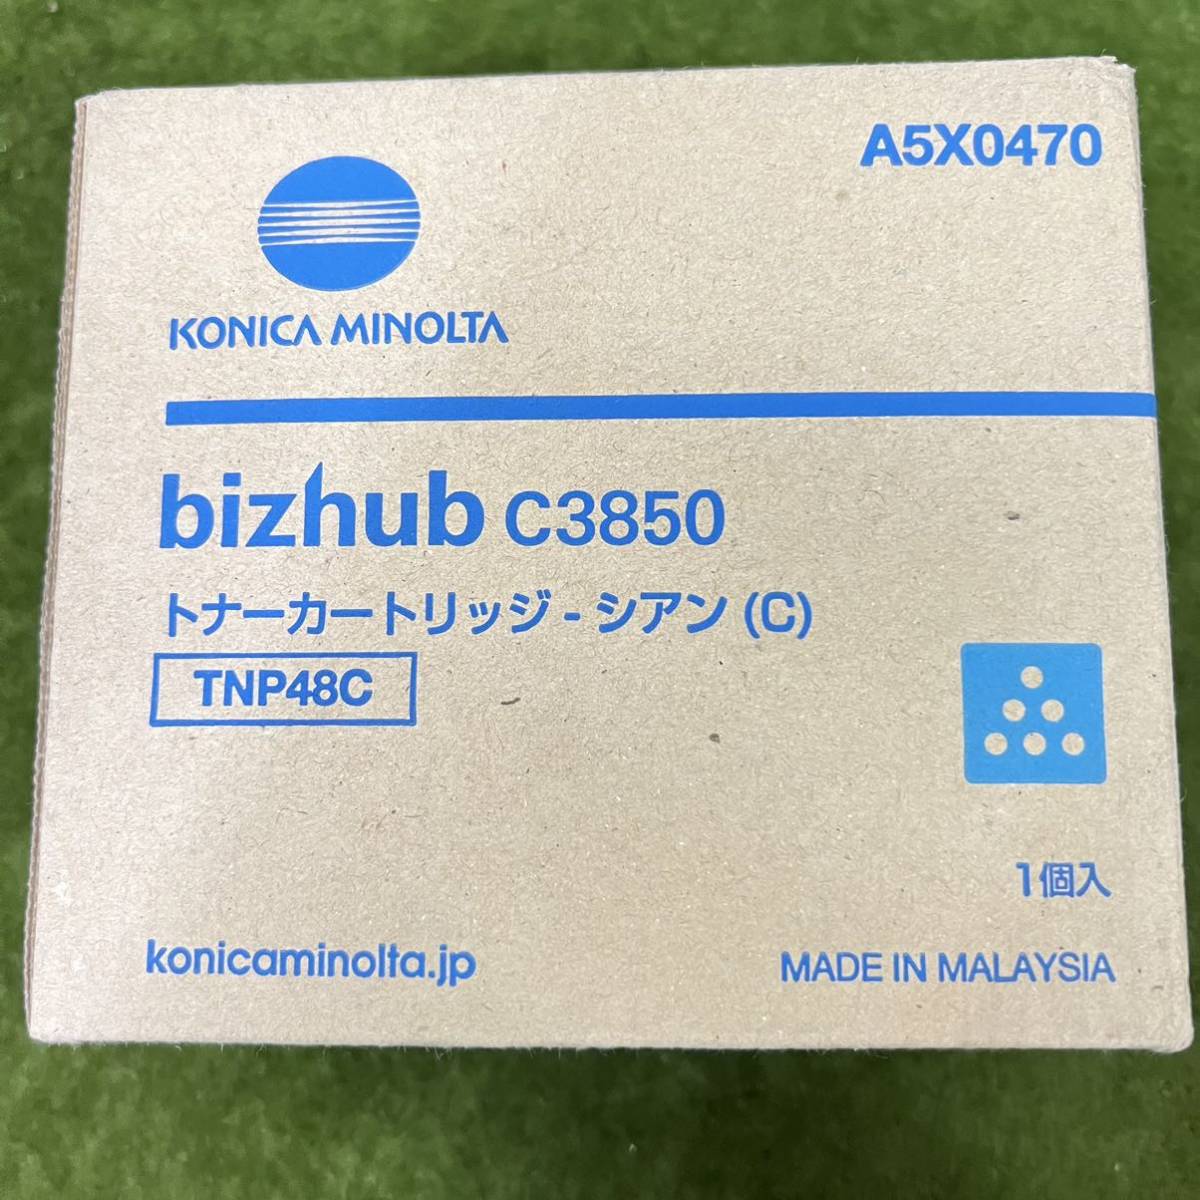 A5X0470
KONICA MINOLTA
bizhub C3850
トナーカートリッジ - シアン (C)
TNP48C
1個入
konicaminolta.jp
MADE IN MALAYSIA